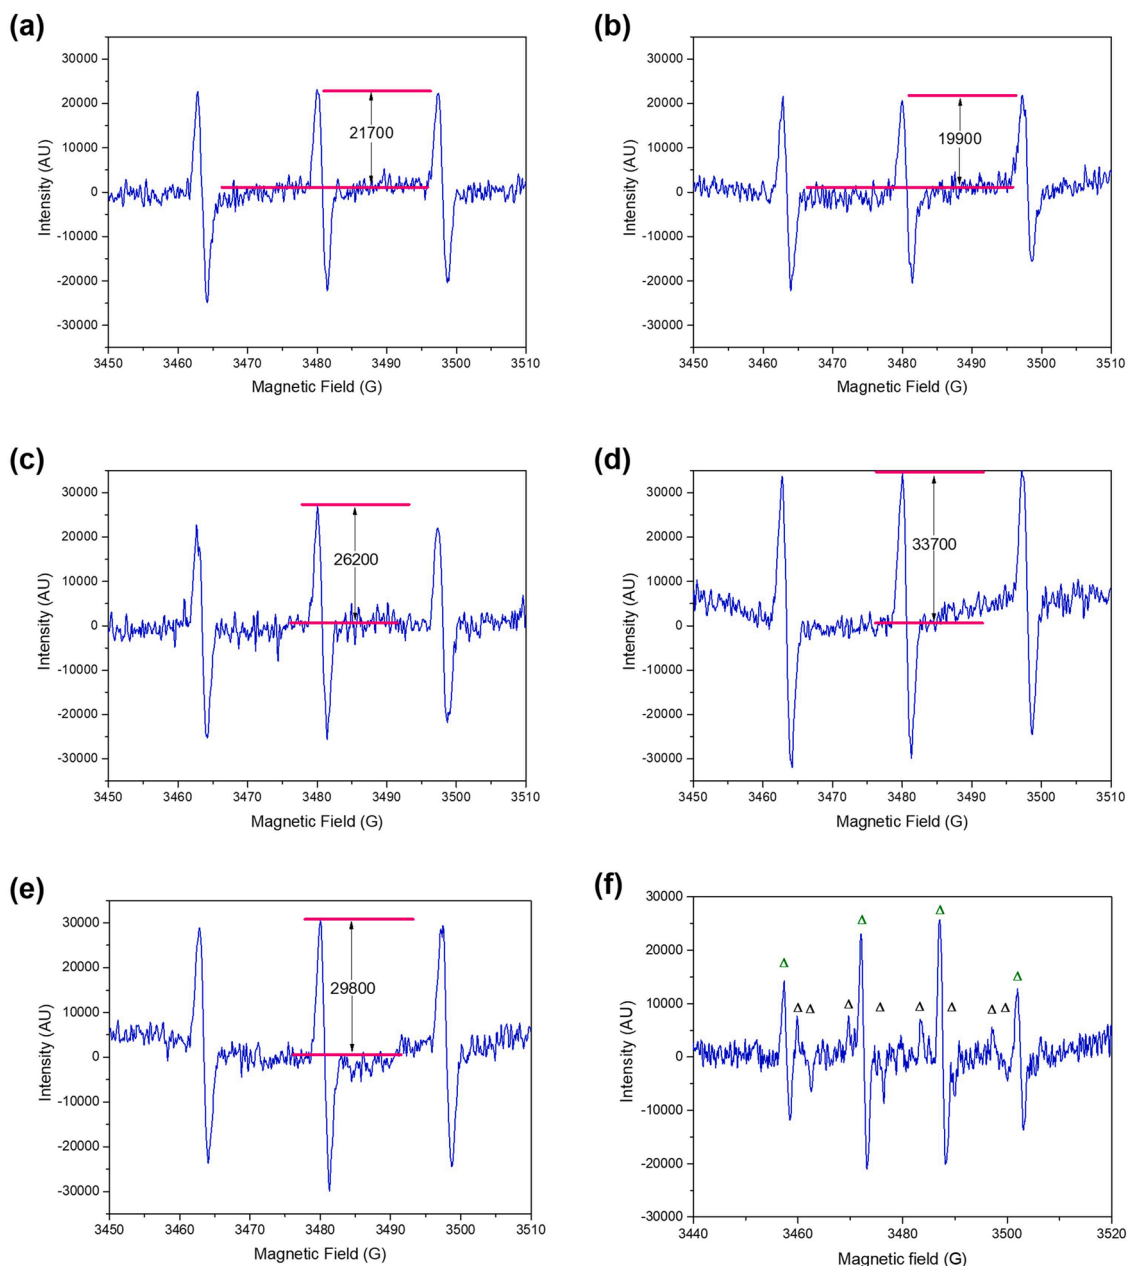 (a)
30000
20000
10000
0
-10000
-20000
-30000
Intensity (AU)
21700
3450 3460 3470 3480 3490 3500 3510
Magnetic Field (G)
(b)
30000
20000
10000
0
-10000
-20000
-30000
Intensity (AU)
19900
3450 3460 3470 3480 3490 3500 3510
Magnetic Field (G)
(c)
30000
20000
10000
0
-10000
-20000
-30000
Intensity (AU)
26200
3450 3460 3470 3480 3490 3500 3510
Magnetic Field (G)
(d)
30000
20000
10000
0
-10000
-20000
-30000
Intensity (AU)
33700
3450 3460 3470 3480 3490 3500 3510
Magnetic Field (G)
(e)
30000
20000
10000
0
-10000
-20000
-30000
Intensity (AU)
29800
3450 3460 3470 3480 3490 3500 3510
Magnetic Field (G)
(f)
30000
20000
10000
0
-10000
-20000
-30000
Intensity (AU)
Δ Δ Δ Δ Δ Δ Δ Δ Δ Δ Δ Δ
3440 3460 3480 3500 3520
Magnetic field (G)